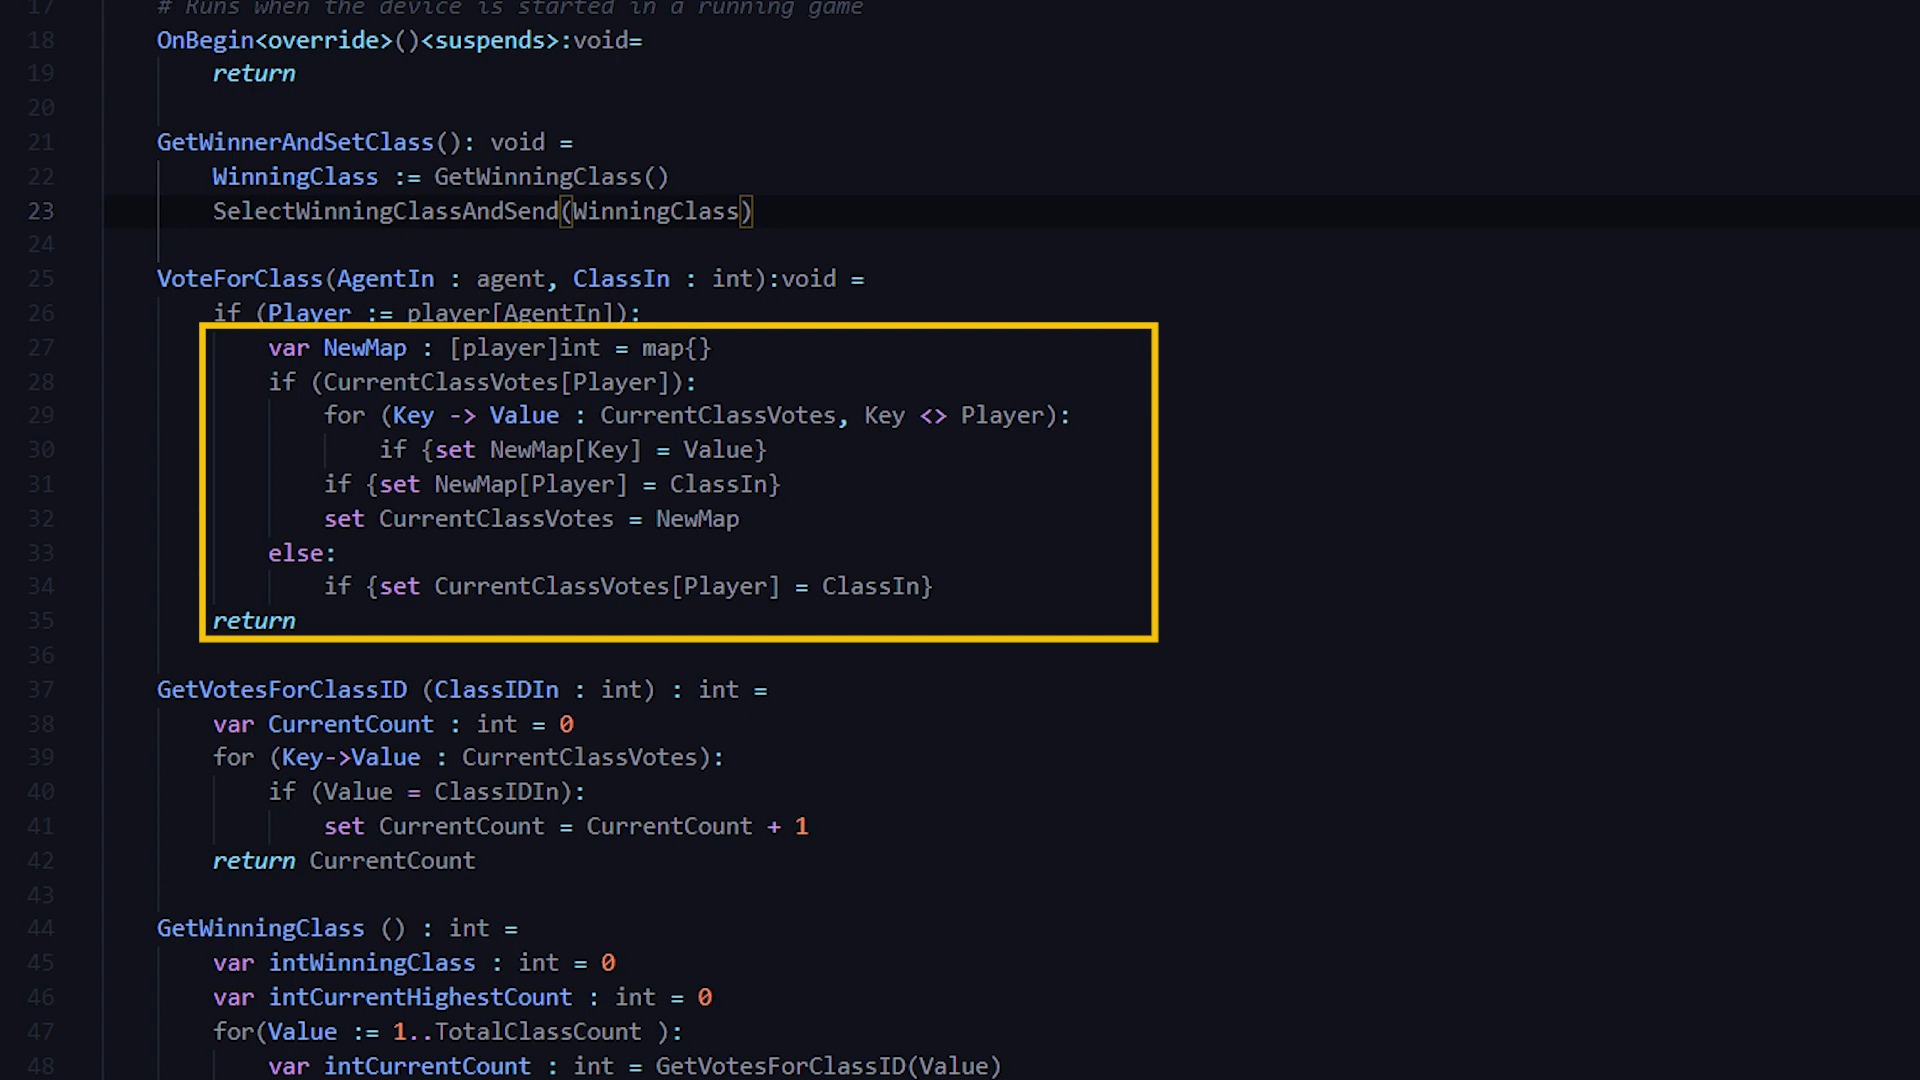 17 # Runs when the device is started in a running game
18 OnBegin<override>()<suspends>:void=
19 return
20
21 GetWinnerAndSetClass(): void =
22 WinningClass := GetWinningClass()
23 SelectWinningClassAndSend(WinningClass)
24
25 VoteForClass(AgentIn : agent, ClassIn : int):void =
26 if (Player := player[AgentIn]):
27 var NewMap : [player]int = map{}
28 if (CurrentClassVotes[Player]):
29 for (Key -> Value : CurrentClassVotes, Key <> Player):
30 if {set NewMap[Key] = Value}
31 if {set NewMap[Player] = ClassIn}
32 set CurrentClassVotes = NewMap
33 else:
34 if {set CurrentClassVotes[Player] = ClassIn}
35 return
36
37 GetVotesForClassID (ClassIDIn : int) : int =
38 var CurrentCount : int = 0
39 for (Key->Value : CurrentClassVotes):
40 if (Value = ClassIDIn):
41 set CurrentCount = CurrentCount + 1
42 return CurrentCount
43
44 GetWinningClass () : int =
45 var intWinningClass : int = 0
46 var intCurrentHighestCount : int = 0
47 for(Value := 1..TotalClassCount ):
48 var intCurrentCount : int = GetVotesForClassID(Value)